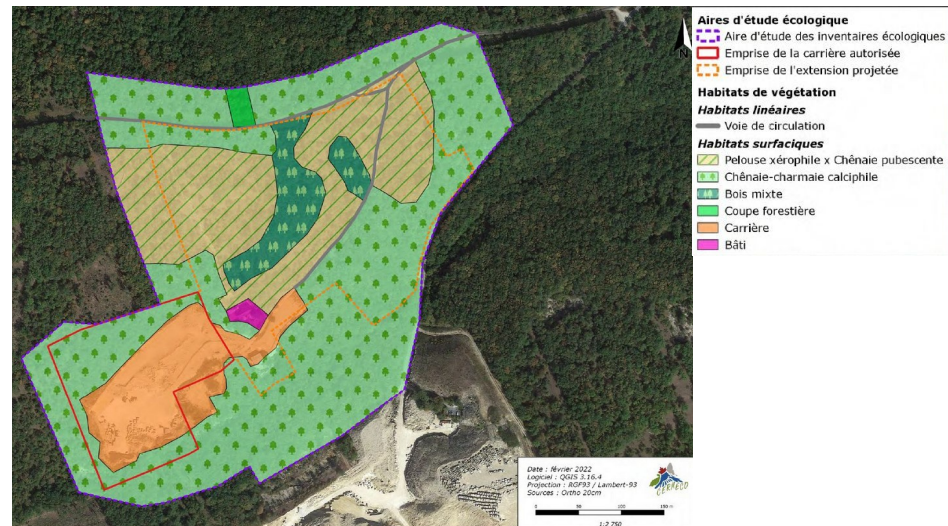 Aires d'étude écologique
Aire d'étude des inventaires écologiques
Emprise de la carrière autorisée
Emprise de l'extension projetée
Habitats de végétation
Habitats linéaires
Voie de circulation
Habitats surfaciques
Pelouse xérophile x Chênaie pubescente
Chênaie-charmaie calciphile
Bois mixte
Coupe forestière
Carrière
Bâti
Date : février 2022
Logiciel : QGIS 3.16.4
Projection : RGF93 / Lambert-93
Sources : Ortho 20cm
0 50 100 150 m
1:2 750